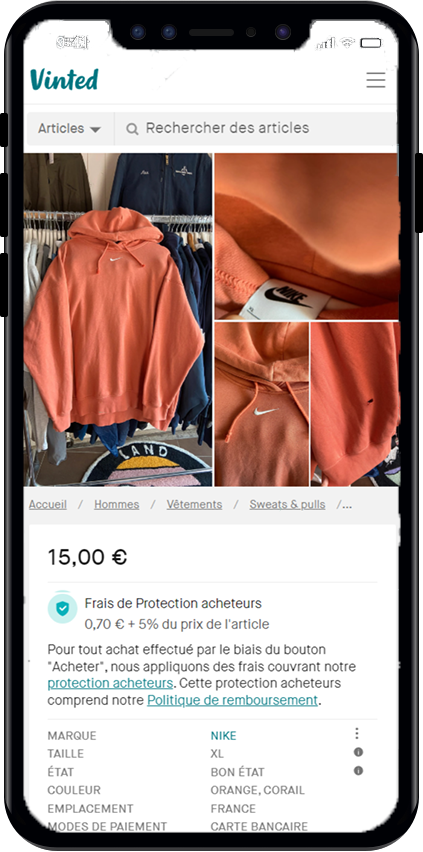 Vinted
Articles
Rechercher des articles
NIKE
LAND
Accueil / Hommes / Vêtements / Sweats & pulls /...
15,00 €
Frais de Protection acheteurs
0,70 € + 5% du prix de l'article
Pour tout achat effectué par le biais du bouton
"Acheter", nous appliquons des frais couvrant notre
protection acheteurs. Cette protection acheteurs
comprend notre Politique de remboursement.
MARQUE NIKE
TAILLE XL
ÉTAT BON ÉTAT
COULEUR ORANGE, CORAIL
EMPLACEMENT FRANCE
MODES DE PAIEMENT CARTE BANCAIRE